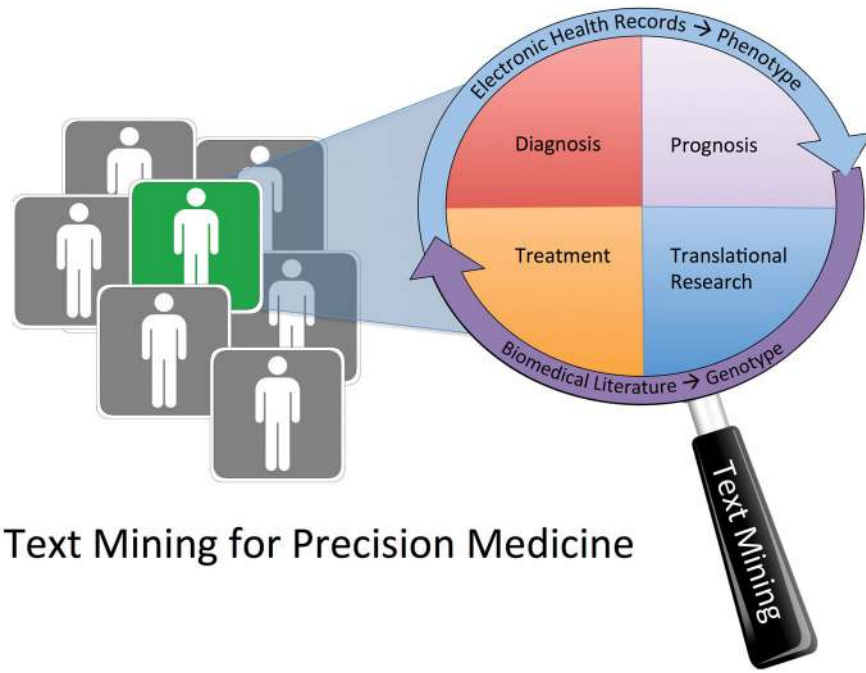 Electronic Health Records → Phenotype
Diagnosis
Prognosis
Treatment
Translational
Research
Biomedical Literature → Genotype
Text Mining
Text Mining for Precision Medicine